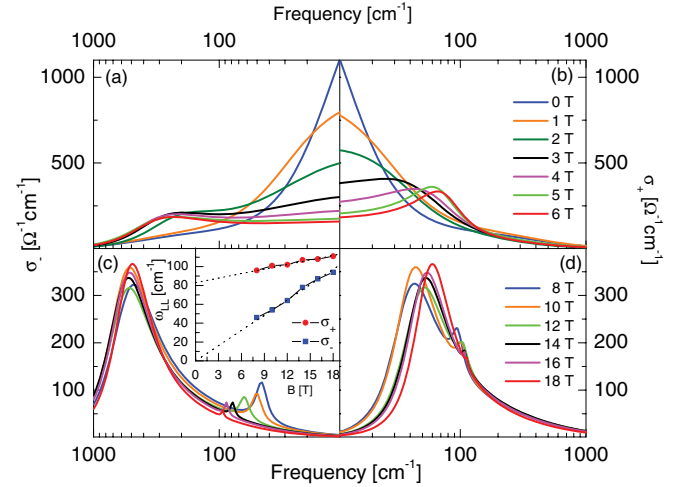 Frequency [cm⁻¹]
1000 100 100 1000
(a) (b)
1000 1000
500 500
0 T
1 T
2 T
3 T
4 T
5 T
6 T
σ₋ [Ω⁻¹cm⁻¹]
σ₊ [Ω⁻¹cm⁻¹]
(c) (d)
300 300
200 200
100 100
ω_LL [cm⁻¹]
100
80
60
40
20
0
σ₊
σ₋
0 3 6 9 12 15 18
B [T]
8 T
10 T
12 T
14 T
16 T
18 T
1000 100 100 1000
Frequency [cm⁻¹]